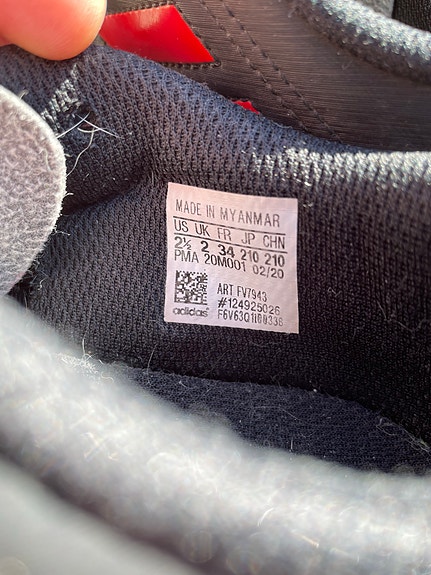 MADE IN MYANMAR
US UK FR JP CHN
2½ 2 34 210 210
PMA 20M001 02/20
ART FV7943
#124925026
adidas